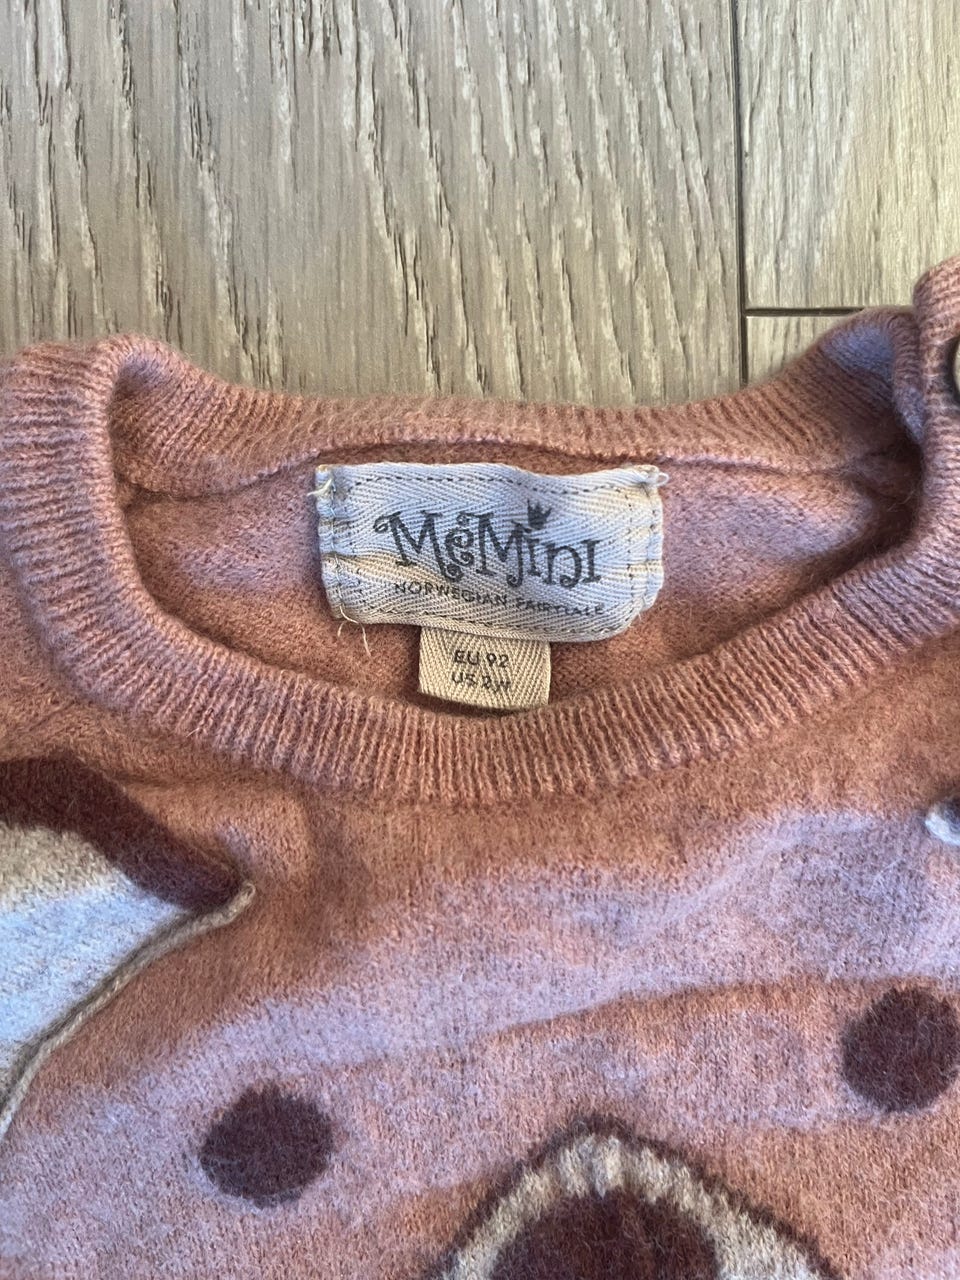 MeMini
NORWEGIAN FAIRYTALE
EU 92
US 2Y